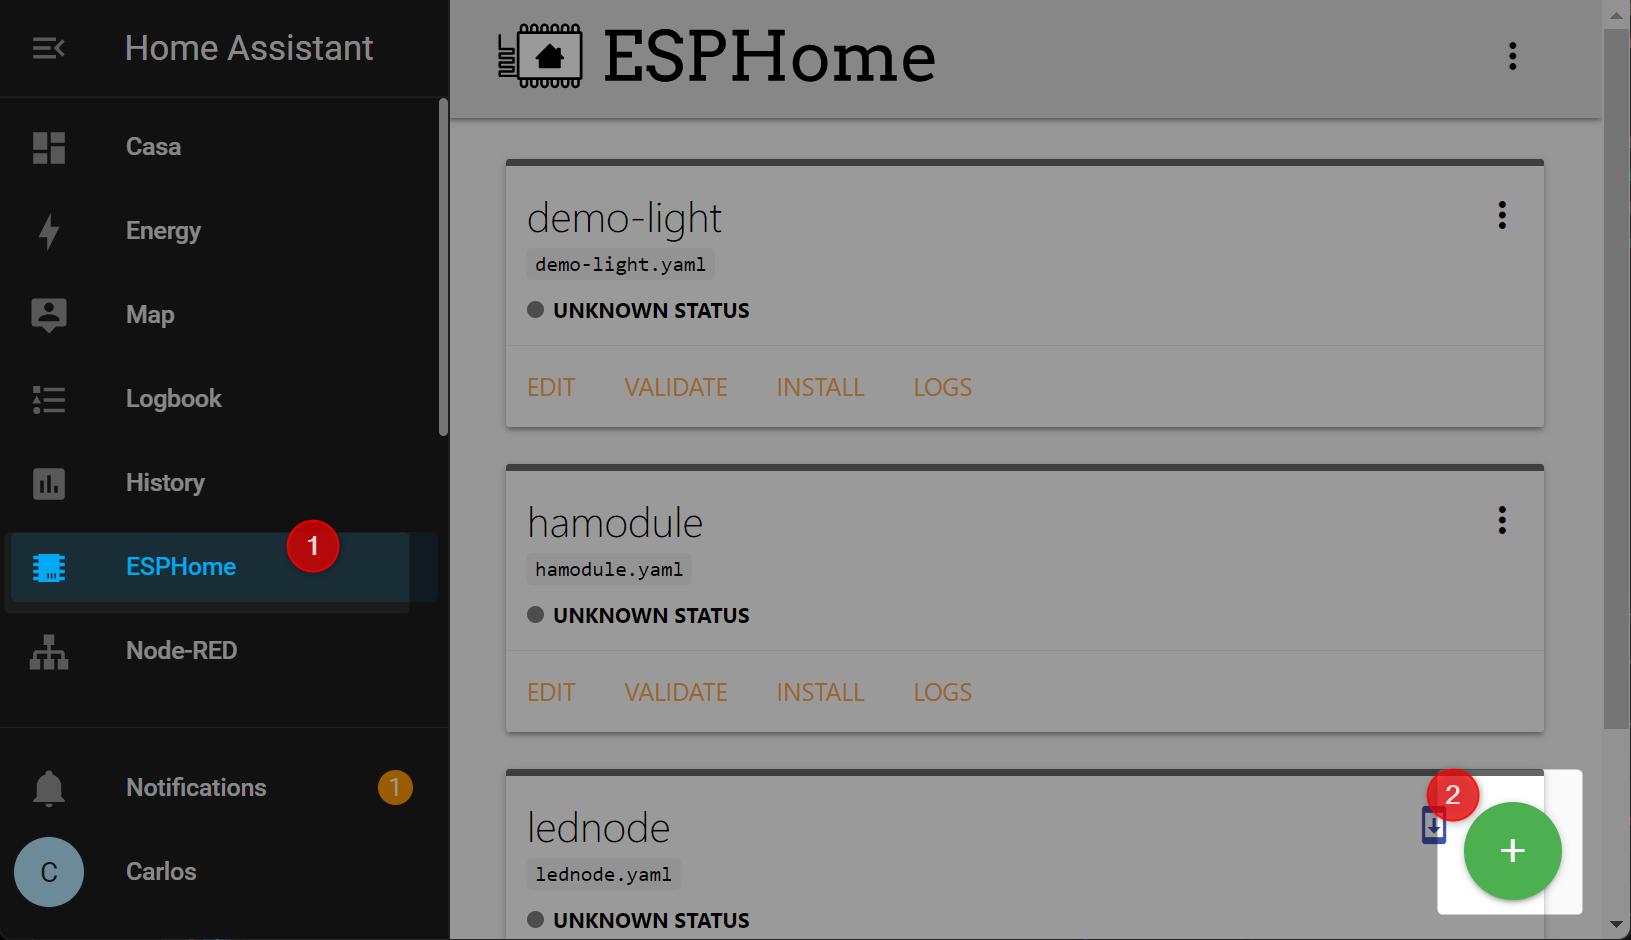 Home Assistant
Casa
Energy
Map
Logbook
History
ESPHome
1
Node-RED
Notifications
1
C
Carlos
ESPHome
demo-light
demo-light.yaml
UNKNOWN STATUS
EDIT VALIDATE INSTALL LOGS
hamodule
hamodule.yaml
UNKNOWN STATUS
EDIT VALIDATE INSTALL LOGS
2
lednode
+
lednode.yaml
UNKNOWN STATUS